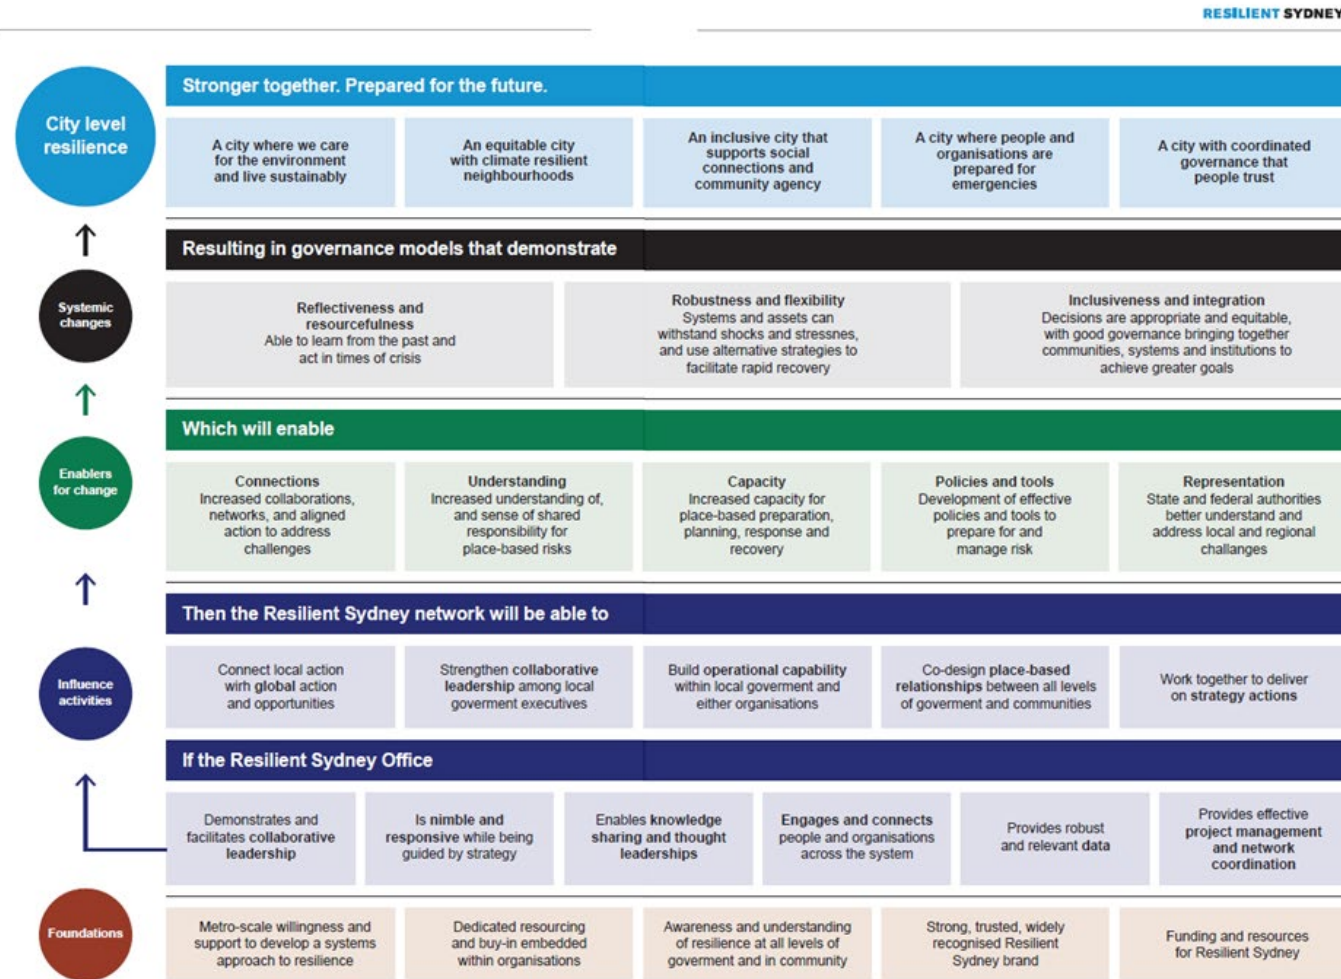 RESILIENT SYDNEY
City level
resilience
Stronger together. Prepared for the future.
A city where we care
for the environment
and live sustainably
An equitable city
with climate resilient
neighbourhoods
An inclusive city that
supports social
connections and
community agency
A city where people and
organisations are
prepared for
emergencies
A city with coordinated
governance that
people trust
Systemic
changes
Resulting in governance models that demonstrate
Reflectiveness and
resourcefulness
Able to learn from the past and
act in times of crisis
Robustness and flexibility
Systems and assets can
withstand shocks and stressnes,
and use alternative strategies to
facilitate rapid recovery
Inclusiveness and integration
Decisions are appropriate and equitable,
with good governance bringing together
communities, systems and institutions to
achieve greater goals
Enablers
for change
Which will enable
Connections
Increased collaborations,
networks, and aligned
action to address
challenges
Understanding
Increased understanding of,
and sense of shared
responsibility for
place-based risks
Capacity
Increased capacity for
place-based preparation,
planning, response and
recovery
Policies and tools
Development of effective
policies and tools to
prepare for and
manage risk
Representation
State and federal authorities
better understand and
address local and regional
challenges
Influence
activities
Then the Resilient Sydney network will be able to
Connect local action
wirh global action
and opportunities
Strengthen collaborative
leadership among local
goverment executives
Build operational capability
within local goverment and
either organisations
Co-design place-based
relationships between all levels
of goverment and communities
Work together to deliver
on strategy actions
If the Resilient Sydney Office
Demonstrates and
facilitates collaborative
leadership
Is nimble and
responsive while being
guided by strategy
Enables knowledge
sharing and thought
leaderships
Engages and connects
people and organisations
across the system
Provides robust
and relevant data
Provides effective
project management
and network
coordination
Foundations
Metro-scale willingness and
support to develop a systems
approach to resilience
Dedicated resourcing
and buy-in embedded
within organisations
Awareness and understanding
of resilience at all levels of
goverment and in community
Strong, trusted, widely
recognised Resilient
Sydney brand
Funding and resources
for Resilient Sydney